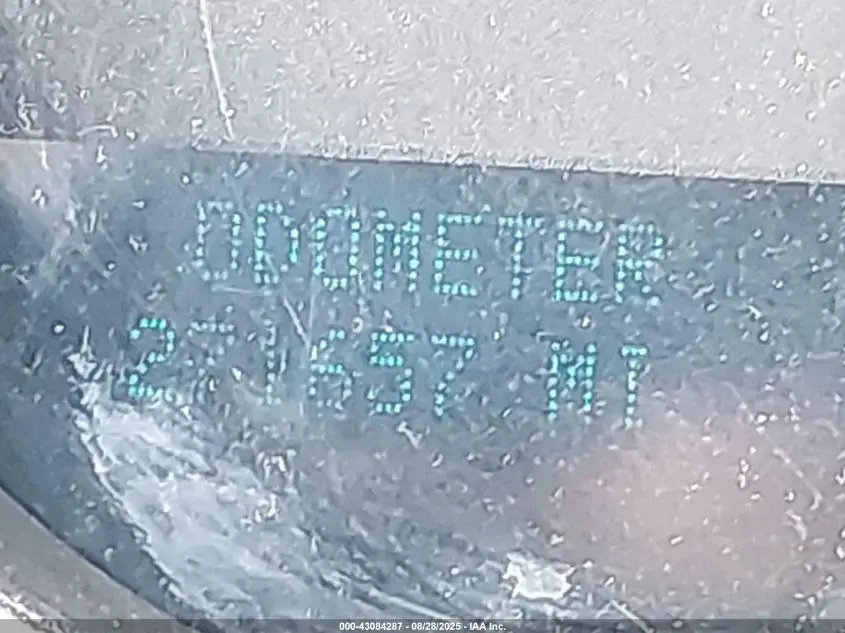 ODOMETER
271657 MI
000-43084287 - 08/28/2025 - IAA Inc.